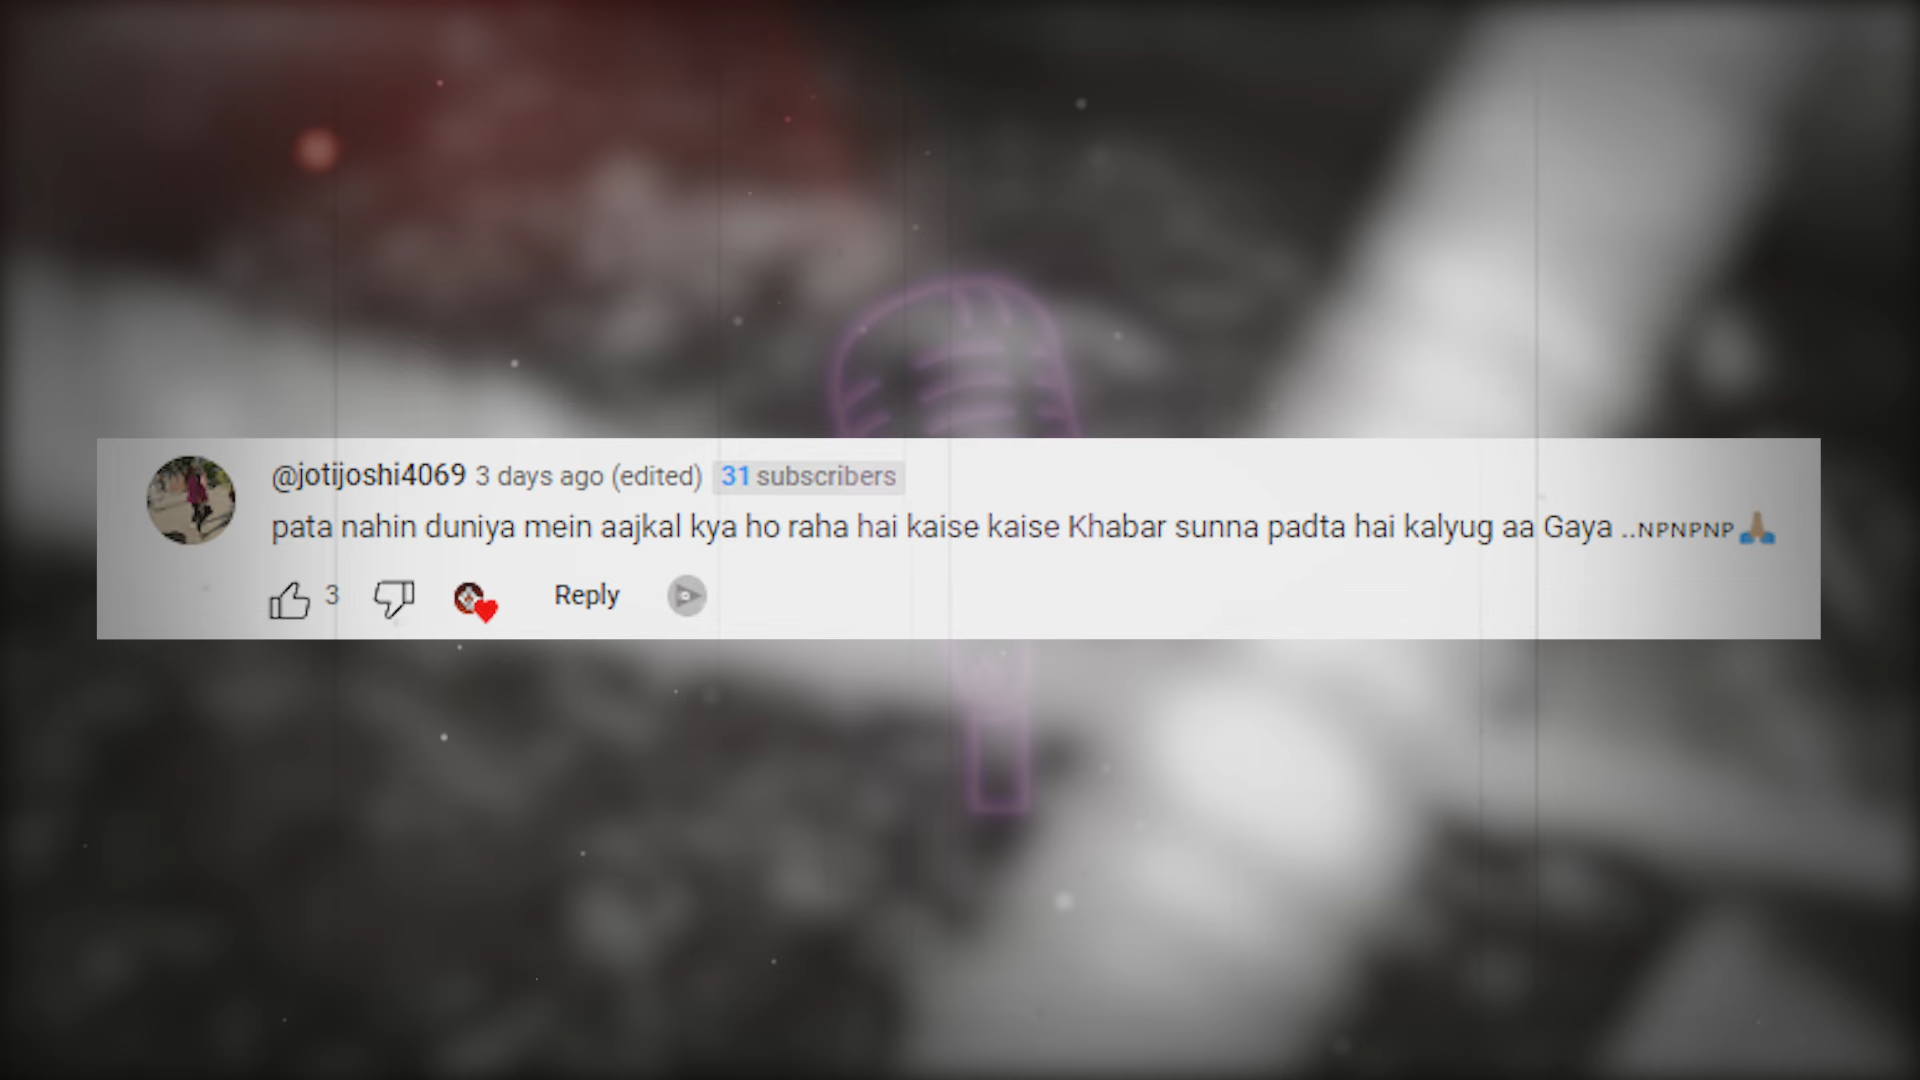 @jotijoshi4069 3 days ago (edited) 31 subscribers
pata nahin duniya mein aajkal kya ho raha hai kaise kaise Khabar sunna padta hai kalyug aa Gaya ..ɴᴘɴᴘɴᴘ🙏🏽
3 Reply